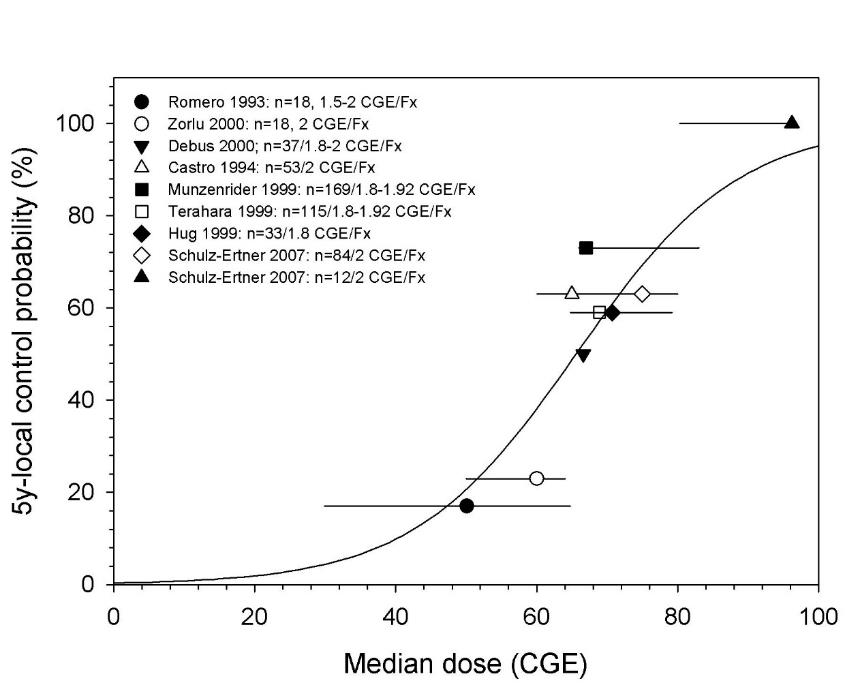 Romero 1993: n=18, 1.5-2 CGE/Fx
Zorlu 2000: n=18, 2 CGE/Fx
Debus 2000; n=37/1.8-2 CGE/Fx
Castro 1994: n=53/2 CGE/Fx
Munzenrider 1999: n=169/1.8-1.92 CGE/Fx
Terahara 1999: n=115/1.8-1.92 CGE/Fx
Hug 1999: n=33/1.8 CGE/Fx
Schulz-Ertner 2007: n=84/2 CGE/Fx
Schulz-Ertner 2007: n=12/2 CGE/Fx
5y-local control probability (%)
100
80
60
40
20
0
0 20 40 60 80 100
Median dose (CGE)